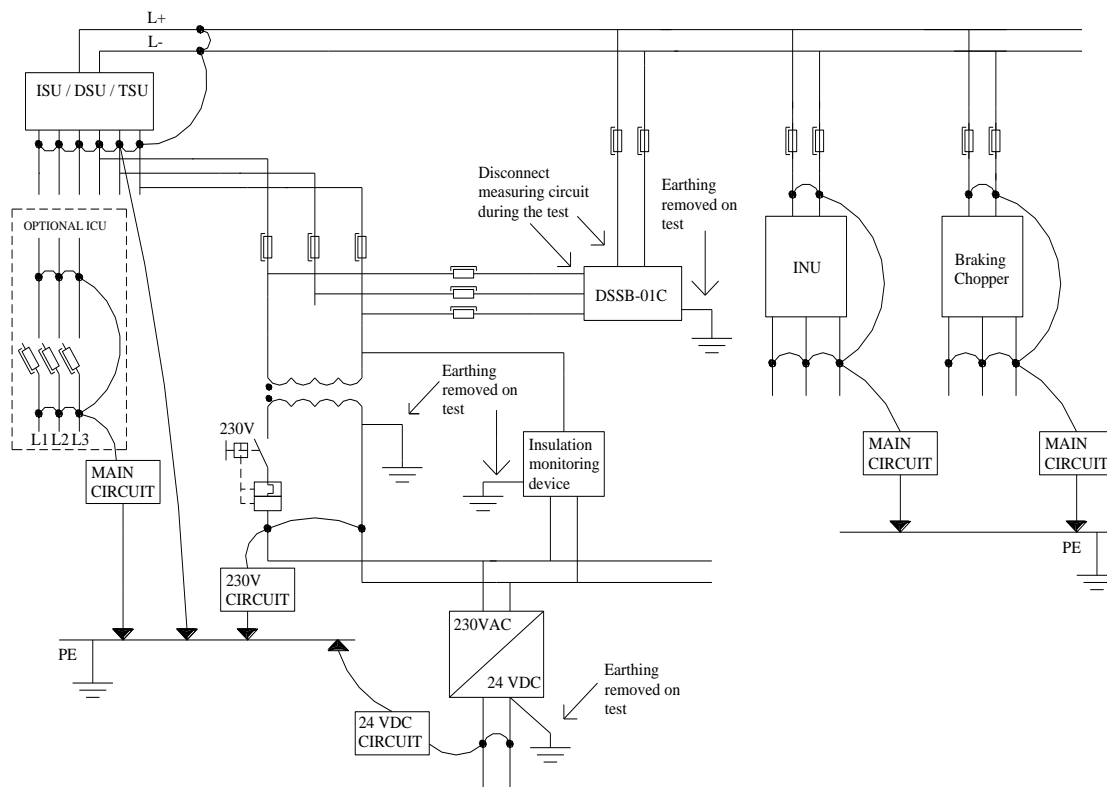 L+
L-
ISU / DSU / TSU
OPTIONAL ICU
L1 L2 L3
MAIN
CIRCUIT
Disconnect
measuring circuit
during the test
Earthing
removed on
test
DSSB-01C
INU
Braking
Chopper
Earthing
removed on
test
230V
Insulation
monitoring
device
MAIN
CIRCUIT
MAIN
CIRCUIT
PE
230V
CIRCUIT
PE
230VAC
24 VDC
Earthing
removed on
test
24 VDC
CIRCUIT